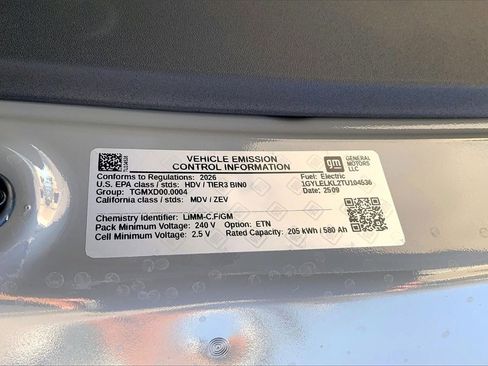 VEHICLE EMISSION
CONTROL INFORMATION
gm
GENERAL
MOTORS
LLC
Conforms to Regulations: 2026
U.S. EPA class / stds: HDV / TIER3 BIN0
Group: TGMXD00.0004
California class / stds: MDV / ZEV
Fuel: Electric
1GYLELKL2TU104536
Date: 2509
Chemistry Identifier: LiMM-C,F/GM
Pack Minimum Voltage: 240 V Option: ETN
Cell Minimum Voltage: 2.5 V Rated Capacity: 205 kWh / 580 Ah